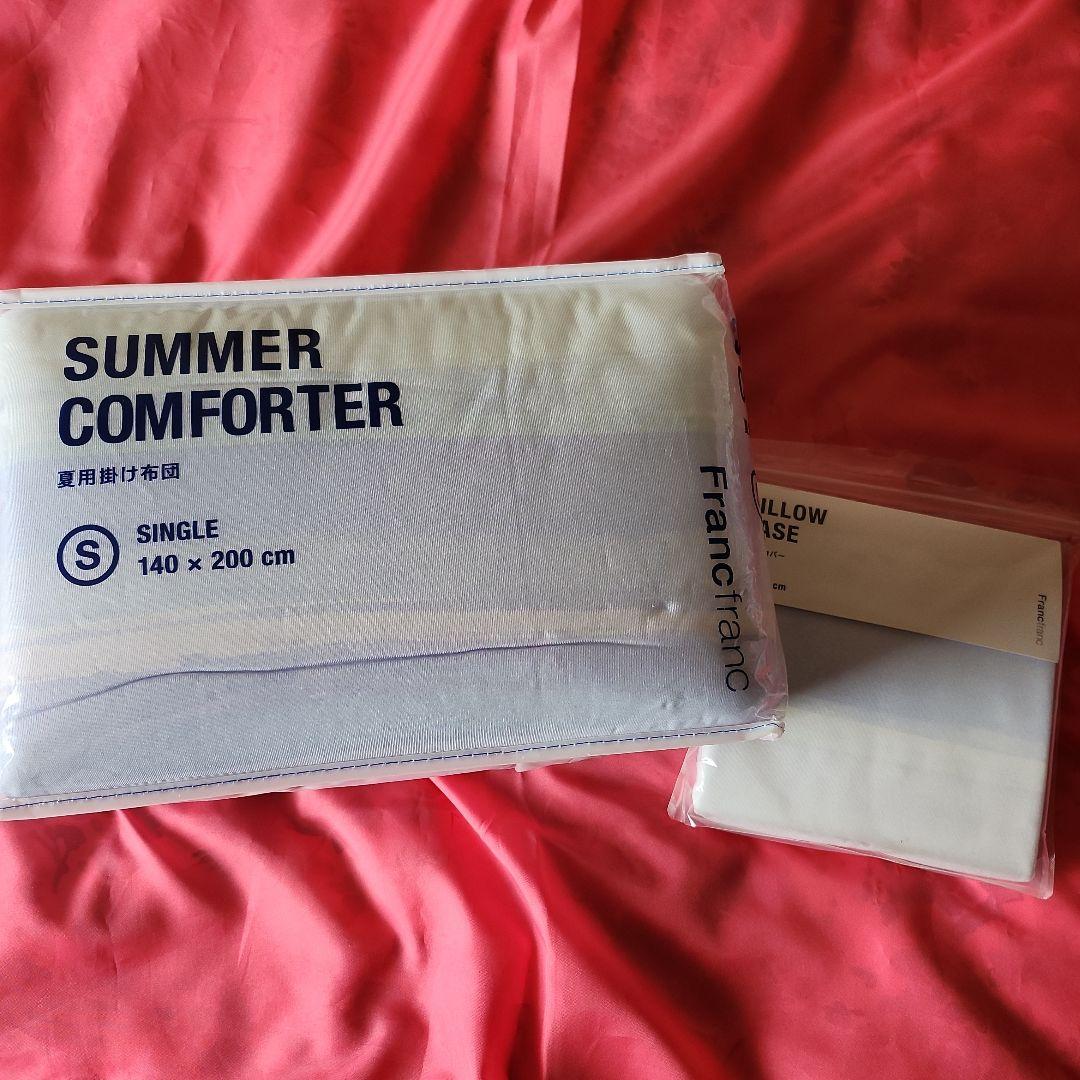 SUMMER
COMFORTER
夏用掛け布団
S
SINGLE
140 × 200 cm
Francfranc
ILLOW
ASE
バー
cm
Francfranc